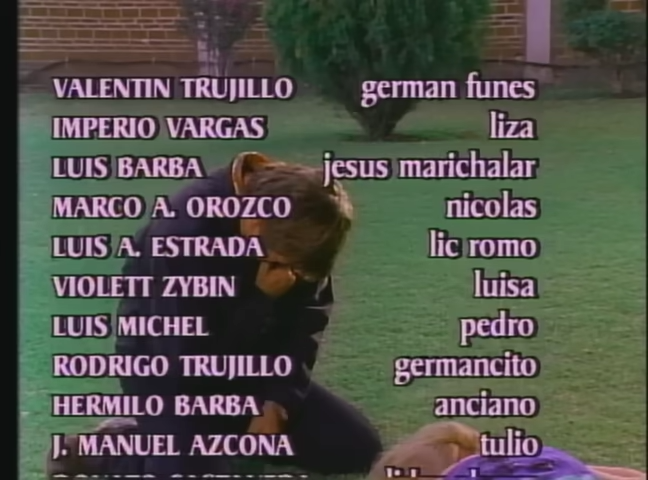 VALENTIN TRUJILLO german funes
IMPERIO VARGAS liza
LUIS BARBA jesus marichalar
MARCO A. OROZCO nicolas
LUIS A. ESTRADA lic romo
VIOLETT ZYBIN luisa
LUIS MICHEL pedro
RODRIGO TRUJILLO germancito
HERMILO BARBA anciano
J. MANUEL AZCONA tulio